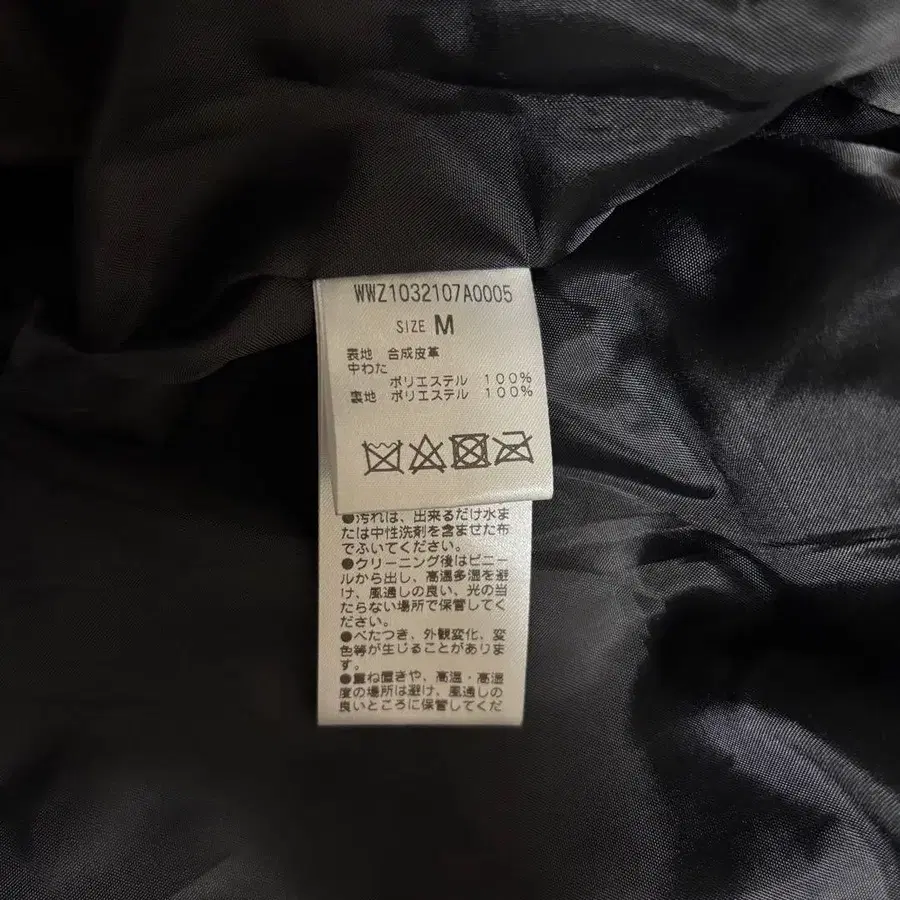 WWZ1032107A0005
SIZE M
表地 合成皮革
中わた
ポリエステル 100%
裏地 ポリエステル 100%
●汚れは、出来るだけ水ま
たは中性洗剤を含ませた布
でふいてください。
●クリーニング後はビニー
ルから出し、高温多湿を避
け、風通しの良い、光の当
たらない場所で保管してく
ださい。
●べたつき、外観変化、変
色等が生じることがありま
す。
●重ね置きや、高温・高湿
度の場所は避け、風通しの
良いところに保管してくだ